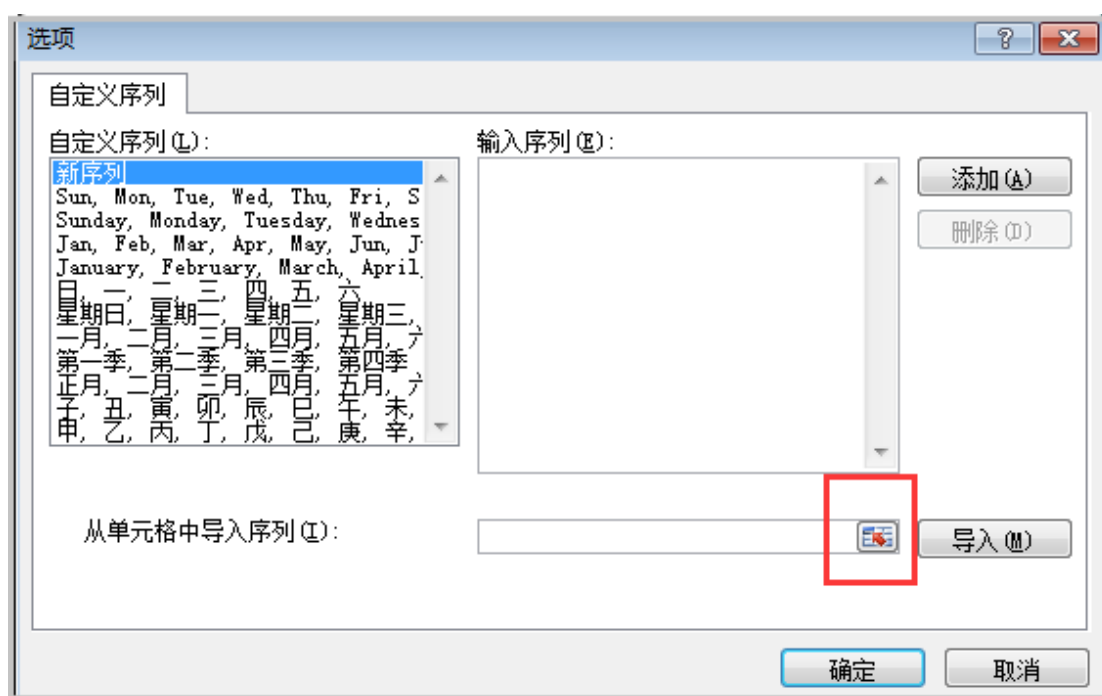 选项
自定义序列
自定义序列(L):
输入序列(E):
新序列
Sun, Mon, Tue, Wed, Thu, Fri, S
Sunday, Monday, Tuesday, Wednes
Jan, Feb, Mar, Apr, May, Jun, J
January, February, March, April,
日, 一, 二, 三, 四, 五, 六
星期日, 星期一, 星期二, 星期三,
一月, 二月, 三月, 四月, 五月, 六
第一季, 第二季, 第三季, 第四季
正月, 二月, 三月, 四月, 五月, 六
子, 丑, 寅, 卯, 辰, 巳, 午, 未,
甲, 乙, 丙, 丁, 戊, 己, 庚, 辛,
添加(A)
删除(D)
从单元格中导入序列(I):
导入(M)
确定
取消